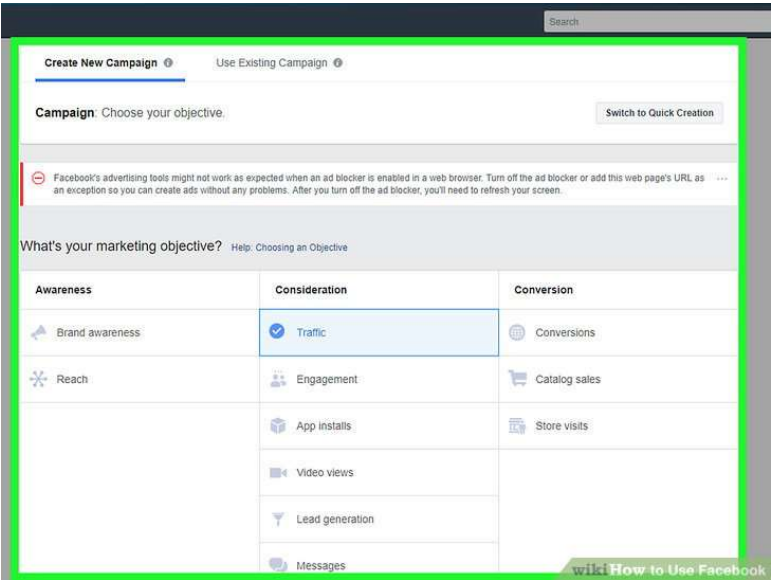 Search
Create New Campaign
Use Existing Campaign
Campaign: Choose your objective.
Switch to Quick Creation
Facebook's advertising tools might not work as expected when an ad blocker is enabled in a web browser. Turn off the ad blocker or add this web page's URL as
an exception so you can create ads without any problems. After you turn off the ad blocker, you'll need to refresh your screen.
What's your marketing objective? Help: Choosing an Objective
Awareness
Consideration
Conversion
Brand awareness
Traffic
Conversions
Reach
Engagement
Catalog sales
App installs
Store visits
Video views
Lead generation
Messages
wikiHow to Use Facebook